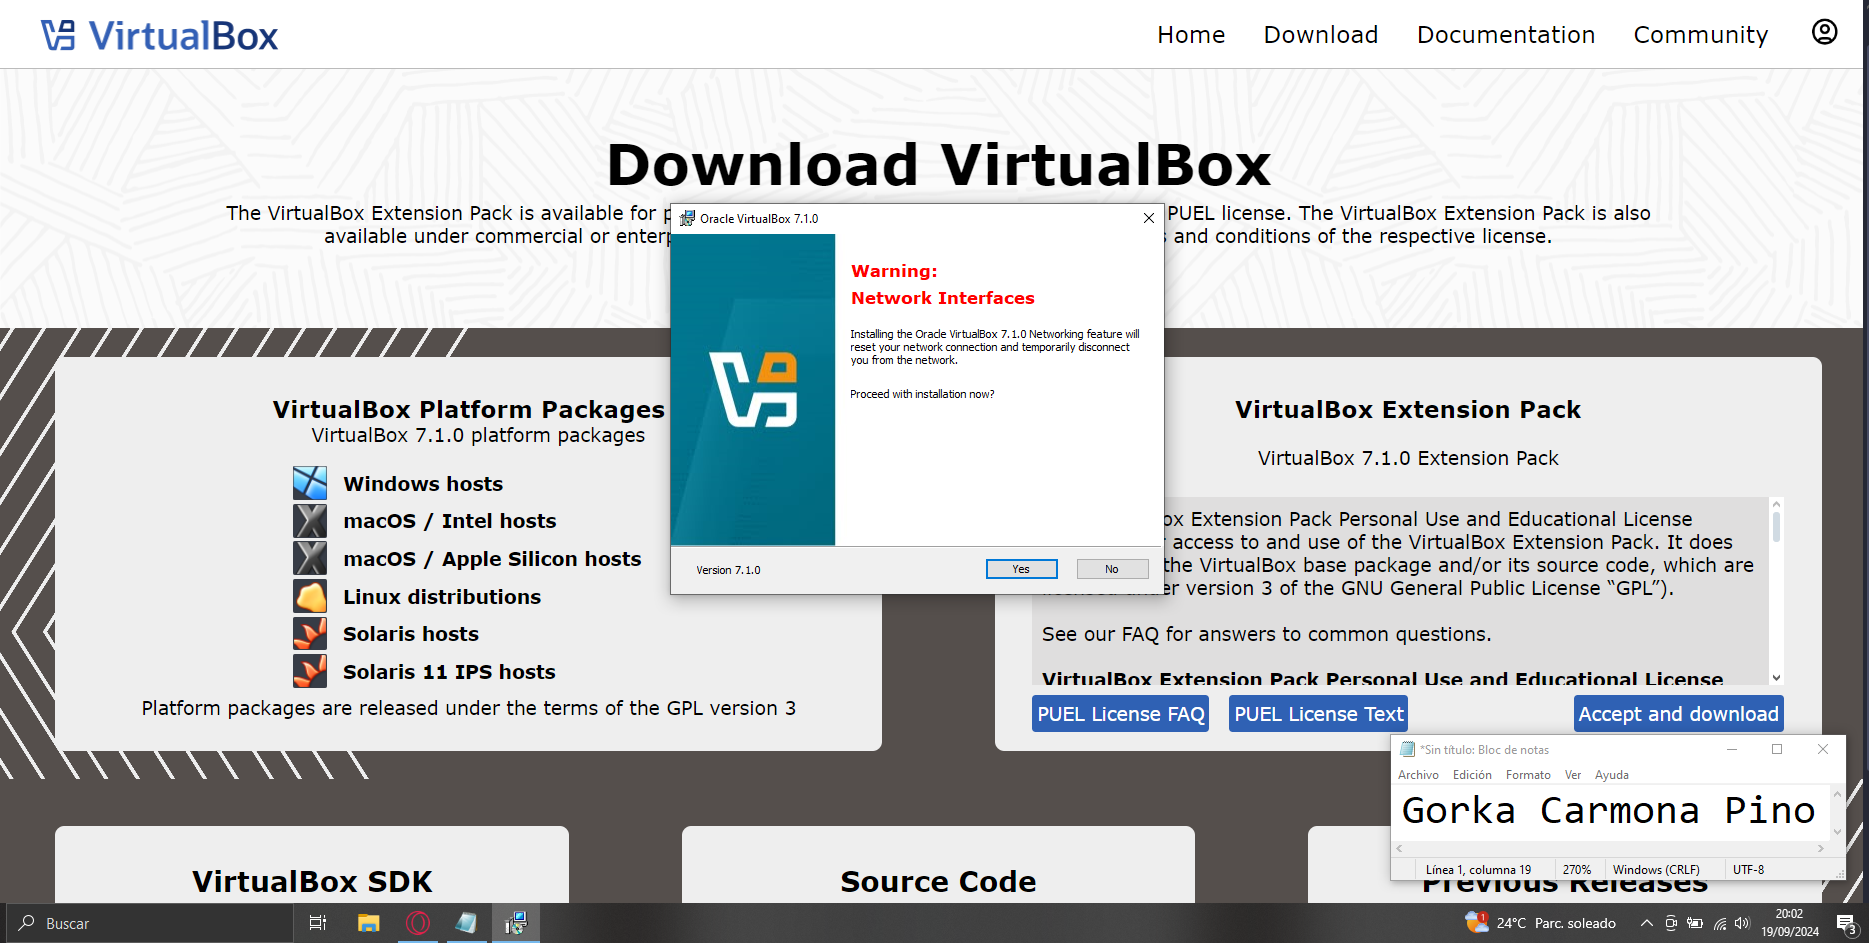 VirtualBox
Home Download Documentation Community
Download VirtualBox
The VirtualBox Extension Pack is available for PUEL license. The VirtualBox Extension Pack is also
available under commercial or and conditions of the respective license.
Oracle VirtualBox 7.1.0
Warning:
Network Interfaces
Installing the Oracle VirtualBox 7.1.0 Networking feature will
reset your network connection and temporarily disconnect
you from the network.
Proceed with installation now?
Version 7.1.0
Yes
No
VirtualBox Platform Packages
VirtualBox 7.1.0 platform packages
Windows hosts
macOS / Intel hosts
macOS / Apple Silicon hosts
Linux distributions
Solaris hosts
Solaris 11 IPS hosts
Platform packages are released under the terms of the GPL version 3
VirtualBox Extension Pack
VirtualBox 7.1.0 Extension Pack
Extension Pack Personal Use and Educational License
access to and use of the VirtualBox Extension Pack. It does
the VirtualBox base package and/or its source code, which are
version 3 of the GNU General Public License “GPL”).
See our FAQ for answers to common questions.
VirtualBox Extension Pack Personal Use and Educational License
PUEL License FAQ
PUEL License Text
Accept and download
*Sin título: Bloc de notas
Archivo Edición Formato Ver Ayuda
Gorka Carmona Pino
Línea 1, columna 19 270% Windows (CRLF) UTF-8
VirtualBox SDK
Source Code
Previous Releases
Buscar
1
24°C Parc. soleado
20:02
19/09/2024
3